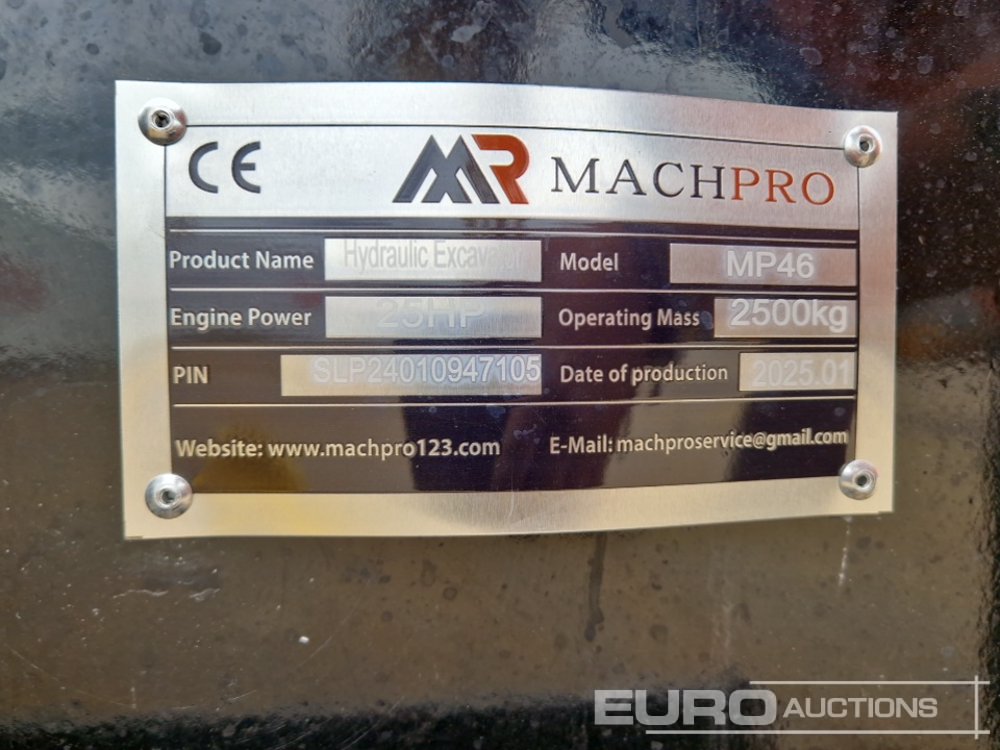 CE MR MACHPRO
Product Name Hydraulic Excavator Model MP46
Engine Power 25HP Operating Mass 2500kg
PIN SLP24010947105 Date of production 2025.01
Website: www.machpro123.com E-Mail: machproservice@gmail.com
EURO AUCTIONS